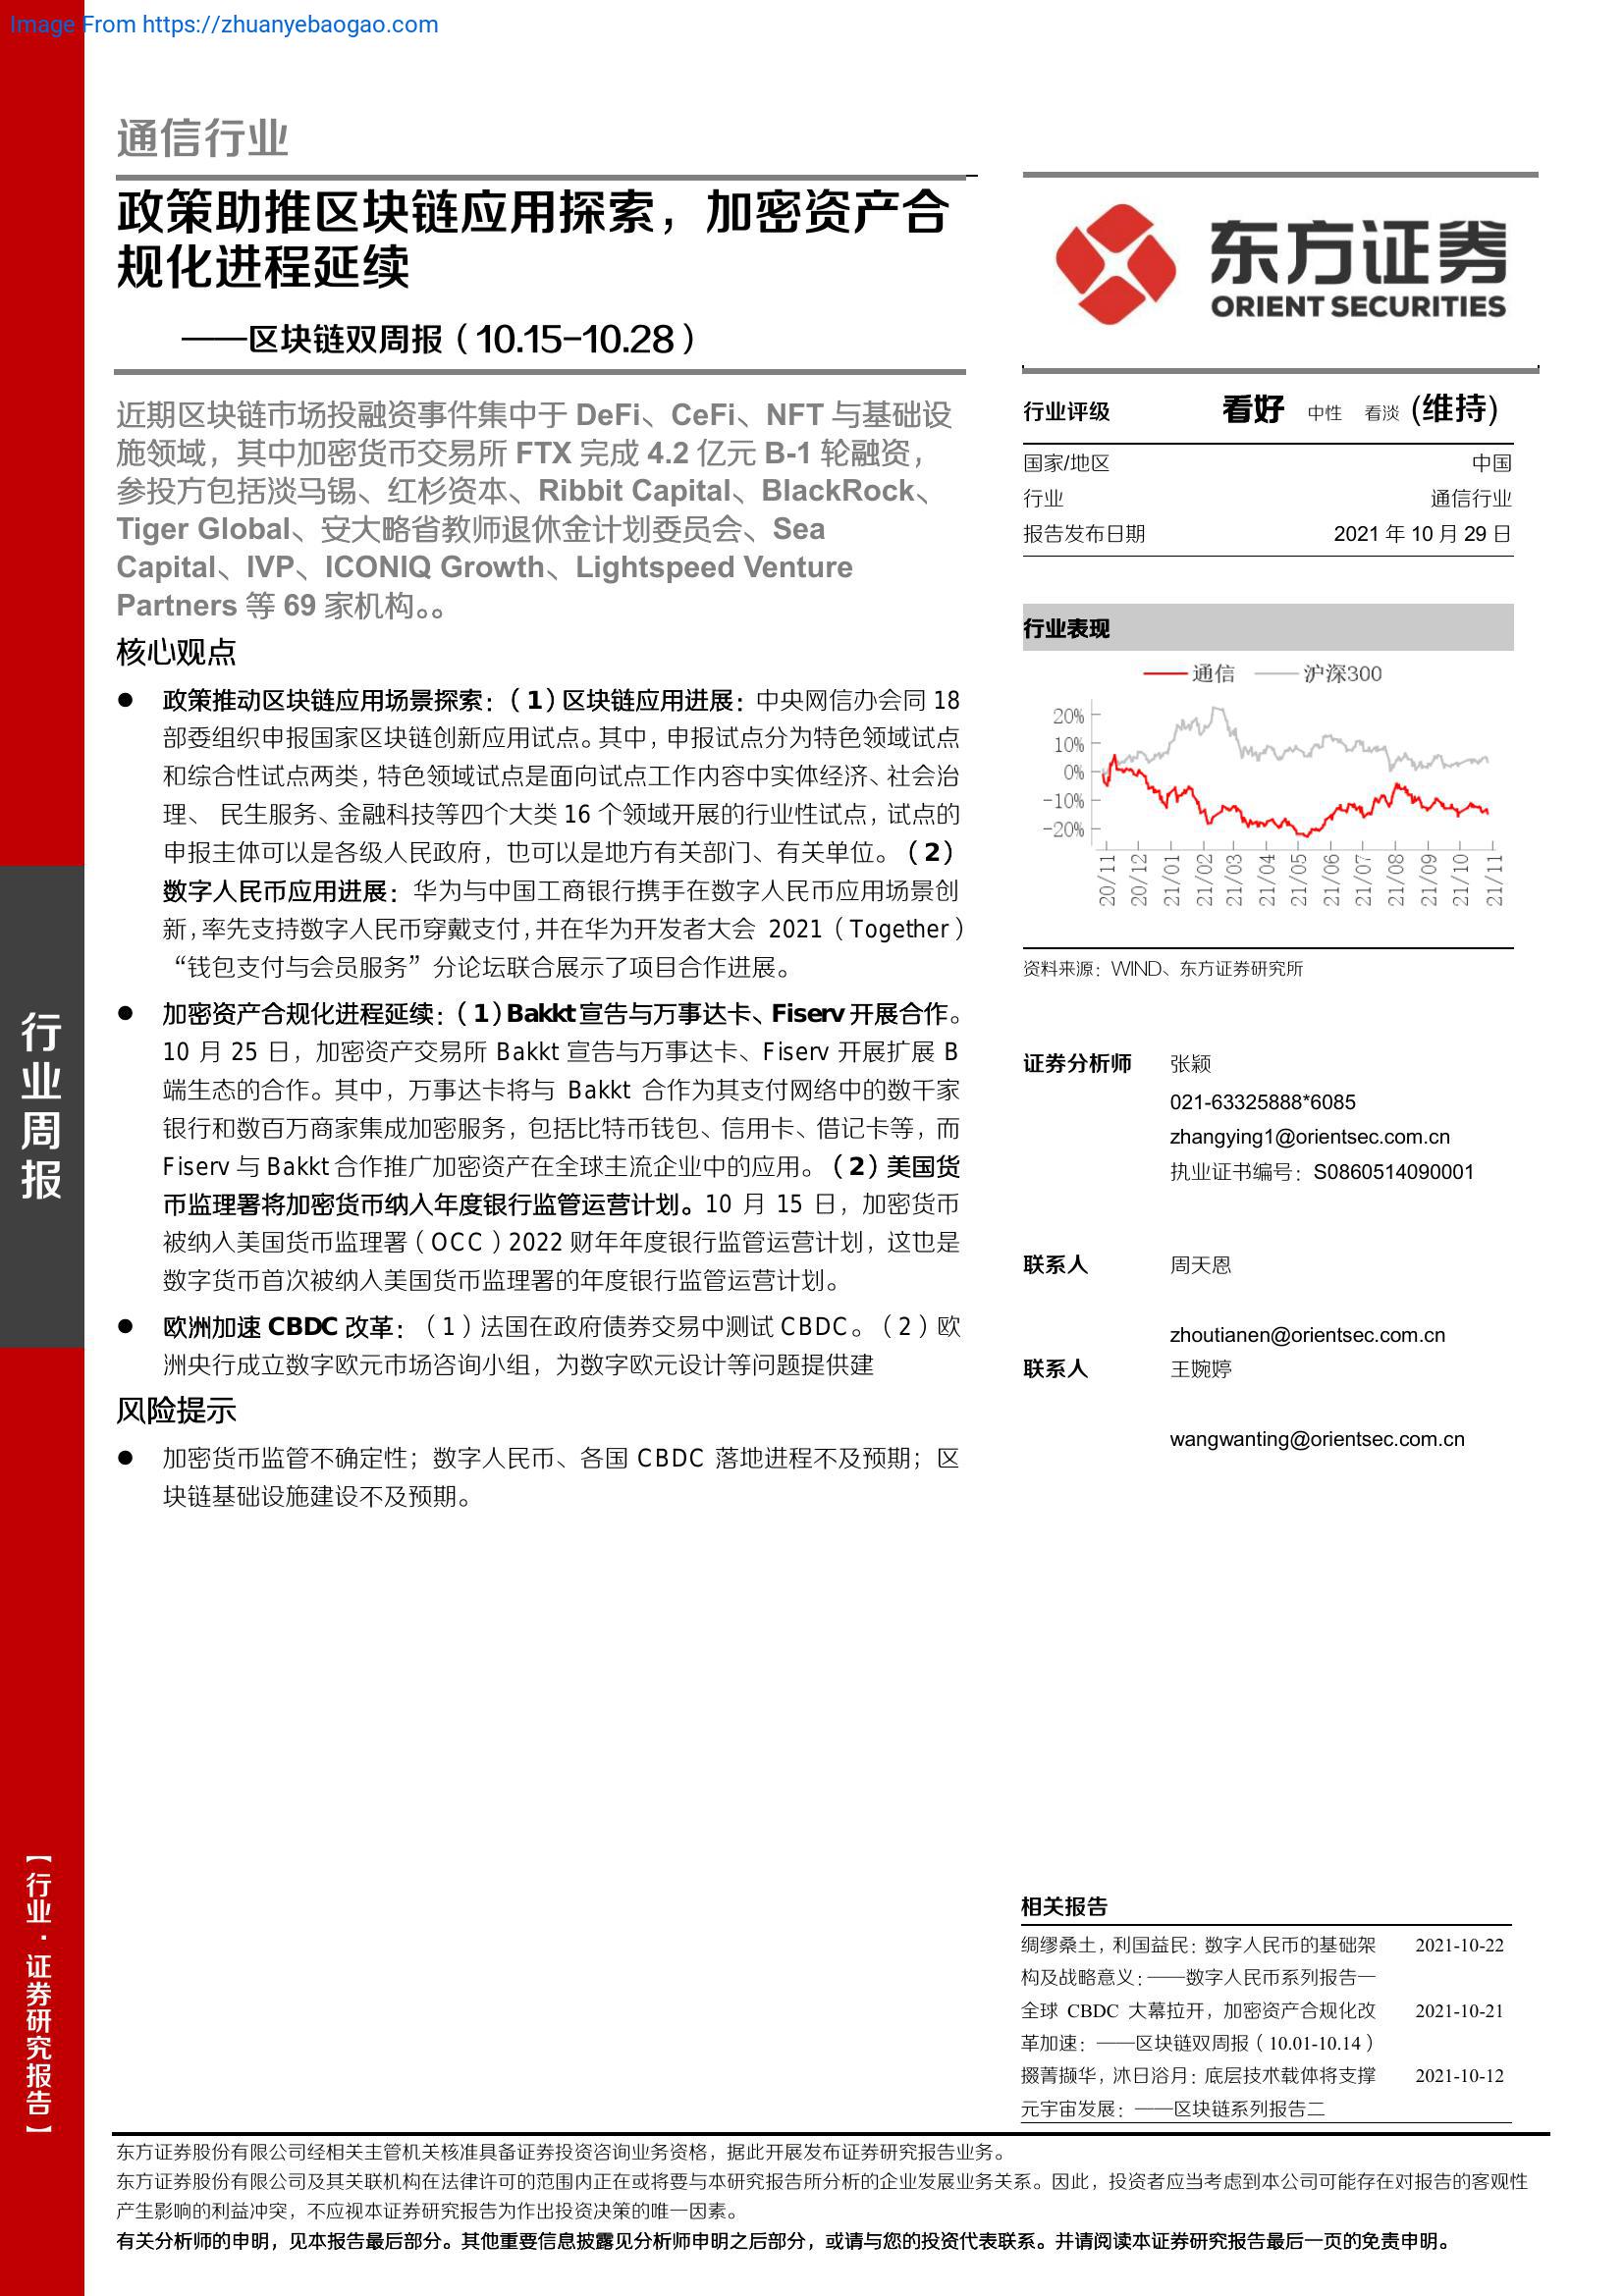 Image From https://zhuanyebaogao.com
通信行业
政策助推区块链应用探索，加密资产合
规化进程延续
——区块链双周报（10.15-10.28）
近期区块链市场投融资事件集中于 DeFi、CeFi、NFT 与基础设
施领域，其中加密货币交易所 FTX 完成 4.2 亿元 B-1 轮融资，
参投方包括淡马锡、红杉资本、Ribbit Capital、BlackRock、
Tiger Global、安大略省教师退休金计划委员会、Sea
Capital、IVP、ICONIQ Growth、Lightspeed Venture
Partners 等 69 家机构。。
核心观点
● 政策推动区块链应用场景探索：（1）区块链应用进展：中央网信办会同 18
部委组织申报国家区块链创新应用试点。其中，申报试点分为特色领域试点
和综合性试点两类，特色领域试点是面向试点工作内容中实体经济、社会治
理、 民生服务、金融科技等四个大类 16 个领域开展的行业性试点，试点的
申报主体可以是各级人民政府，也可以是地方有关部门、有关单位。（2）
数字人民币应用进展：华为与中国工商银行携手在数字人民币应用场景创
新，率先支持数字人民币穿戴支付，并在华为开发者大会 2021（Together）
“钱包支付与会员服务”分论坛联合展示了项目合作进展。
● 加密资产合规化进程延续：（1）Bakkt 宣告与万事达卡、Fiserv 开展合作。
10 月 25 日，加密资产交易所 Bakkt 宣告与万事达卡、Fiserv 开展扩展 B
端生态的合作。其中，万事达卡将与 Bakkt 合作为其支付网络中的数千家
银行和数百万商家集成加密服务，包括比特币钱包、信用卡、借记卡等，而
Fiserv 与 Bakkt 合作推广加密资产在全球主流企业中的应用。（2）美国货
币监理署将加密货币纳入年度银行监管运营计划。10 月 15 日，加密货币
被纳入美国货币监理署（OCC）2022 财年年度银行监管运营计划，这也是
数字货币首次被纳入美国货币监理署的年度银行监管运营计划。
● 欧洲加速 CBDC 改革：（1）法国在政府债券交易中测试 CBDC。（2）欧
洲央行成立数字欧元市场咨询小组，为数字欧元设计等问题提供建
风险提示
● 加密货币监管不确定性；数字人民币、各国 CBDC 落地进程不及预期；区
块链基础设施建设不及预期。
东方证券
ORIENT SECURITIES
行业评级 看好 中性 看淡 (维持)
国家/地区 中国
行业 通信行业
报告发布日期 2021 年 10 月 29 日
行业表现
通信 沪深300
20%
10%
0%
-10%
-20%
20/11 20/12 21/01 21/02 21/03 21/04 21/05 21/06 21/07 21/08 21/09 21/10 21/11
资料来源：WIND、东方证券研究所
证券分析师 张颖
021-63325888*6085
zhangying1@orientsec.com.cn
执业证书编号：S0860514090001
联系人 周天恩
zhoutianen@orientsec.com.cn
联系人 王婉婷
wangwanting@orientsec.com.cn
相关报告
绸缪桑土，利国益民：数字人民币的基础架 2021-10-22
构及战略意义：——数字人民币系列报告一
全球 CBDC 大幕拉开，加密资产合规化改 2021-10-21
革加速：——区块链双周报（10.01-10.14）
掇菁撷华，沐日浴月：底层技术载体将支撑 2021-10-12
元宇宙发展：——区块链系列报告二
行业周报
【行业·证券研究报告】
东方证券股份有限公司经相关主管机关核准具备证券投资咨询业务资格，据此开展发布证券研究报告业务。
东方证券股份有限公司及其关联机构在法律许可的范围内正在或将要与本研究报告所分析的企业发展业务关系。因此，投资者应当考虑到本公司可能存在对报告的客观性
产生影响的利益冲突，不应视本证券研究报告为作出投资决策的唯一因素。
有关分析师的申明，见本报告最后部分。其他重要信息披露见分析师申明之后部分，或请与您的投资代表联系。并请阅读本证券研究报告最后一页的免责申明。